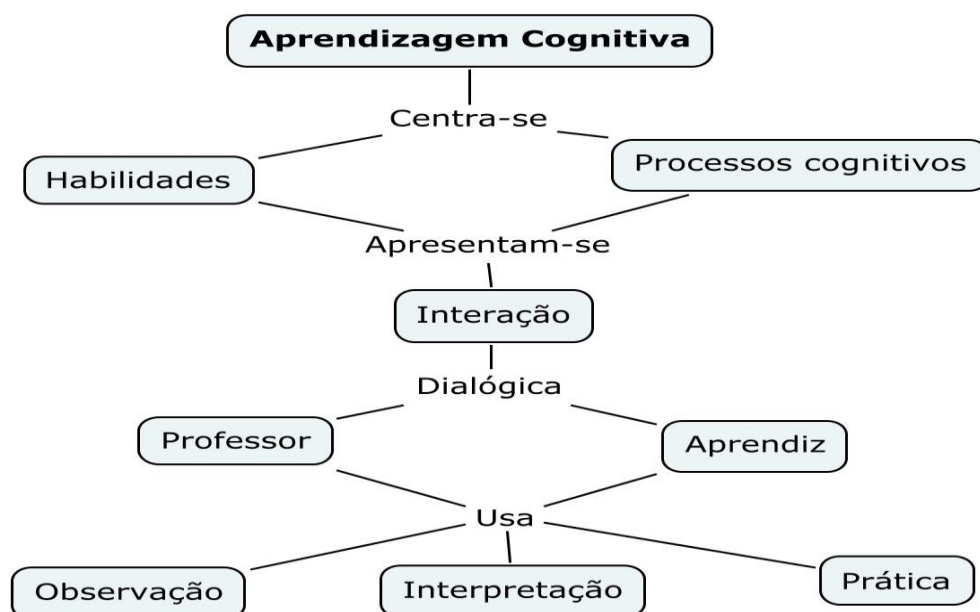 Aprendizagem Cognitiva
Centra-se
Habilidades
Processos cognitivos
Apresentam-se
Interação
Dialógica
Professor
Aprendiz
Usa
Observação
Interpretação
Prática